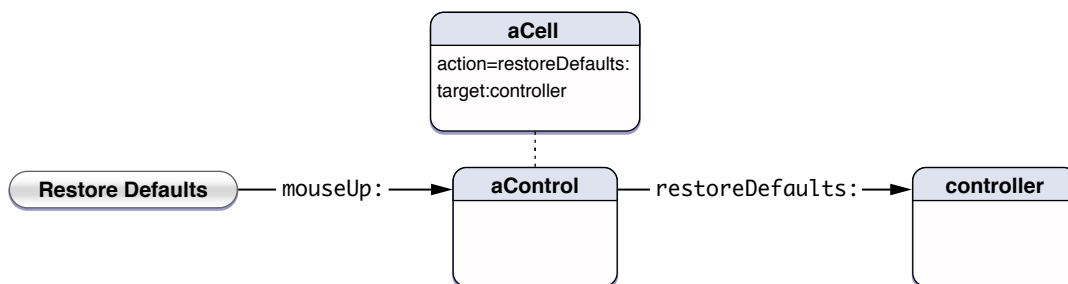 aCell
action=restoreDefaults:
target:controller
Restore Defaults
mouseUp:
aControl
restoreDefaults:
controller